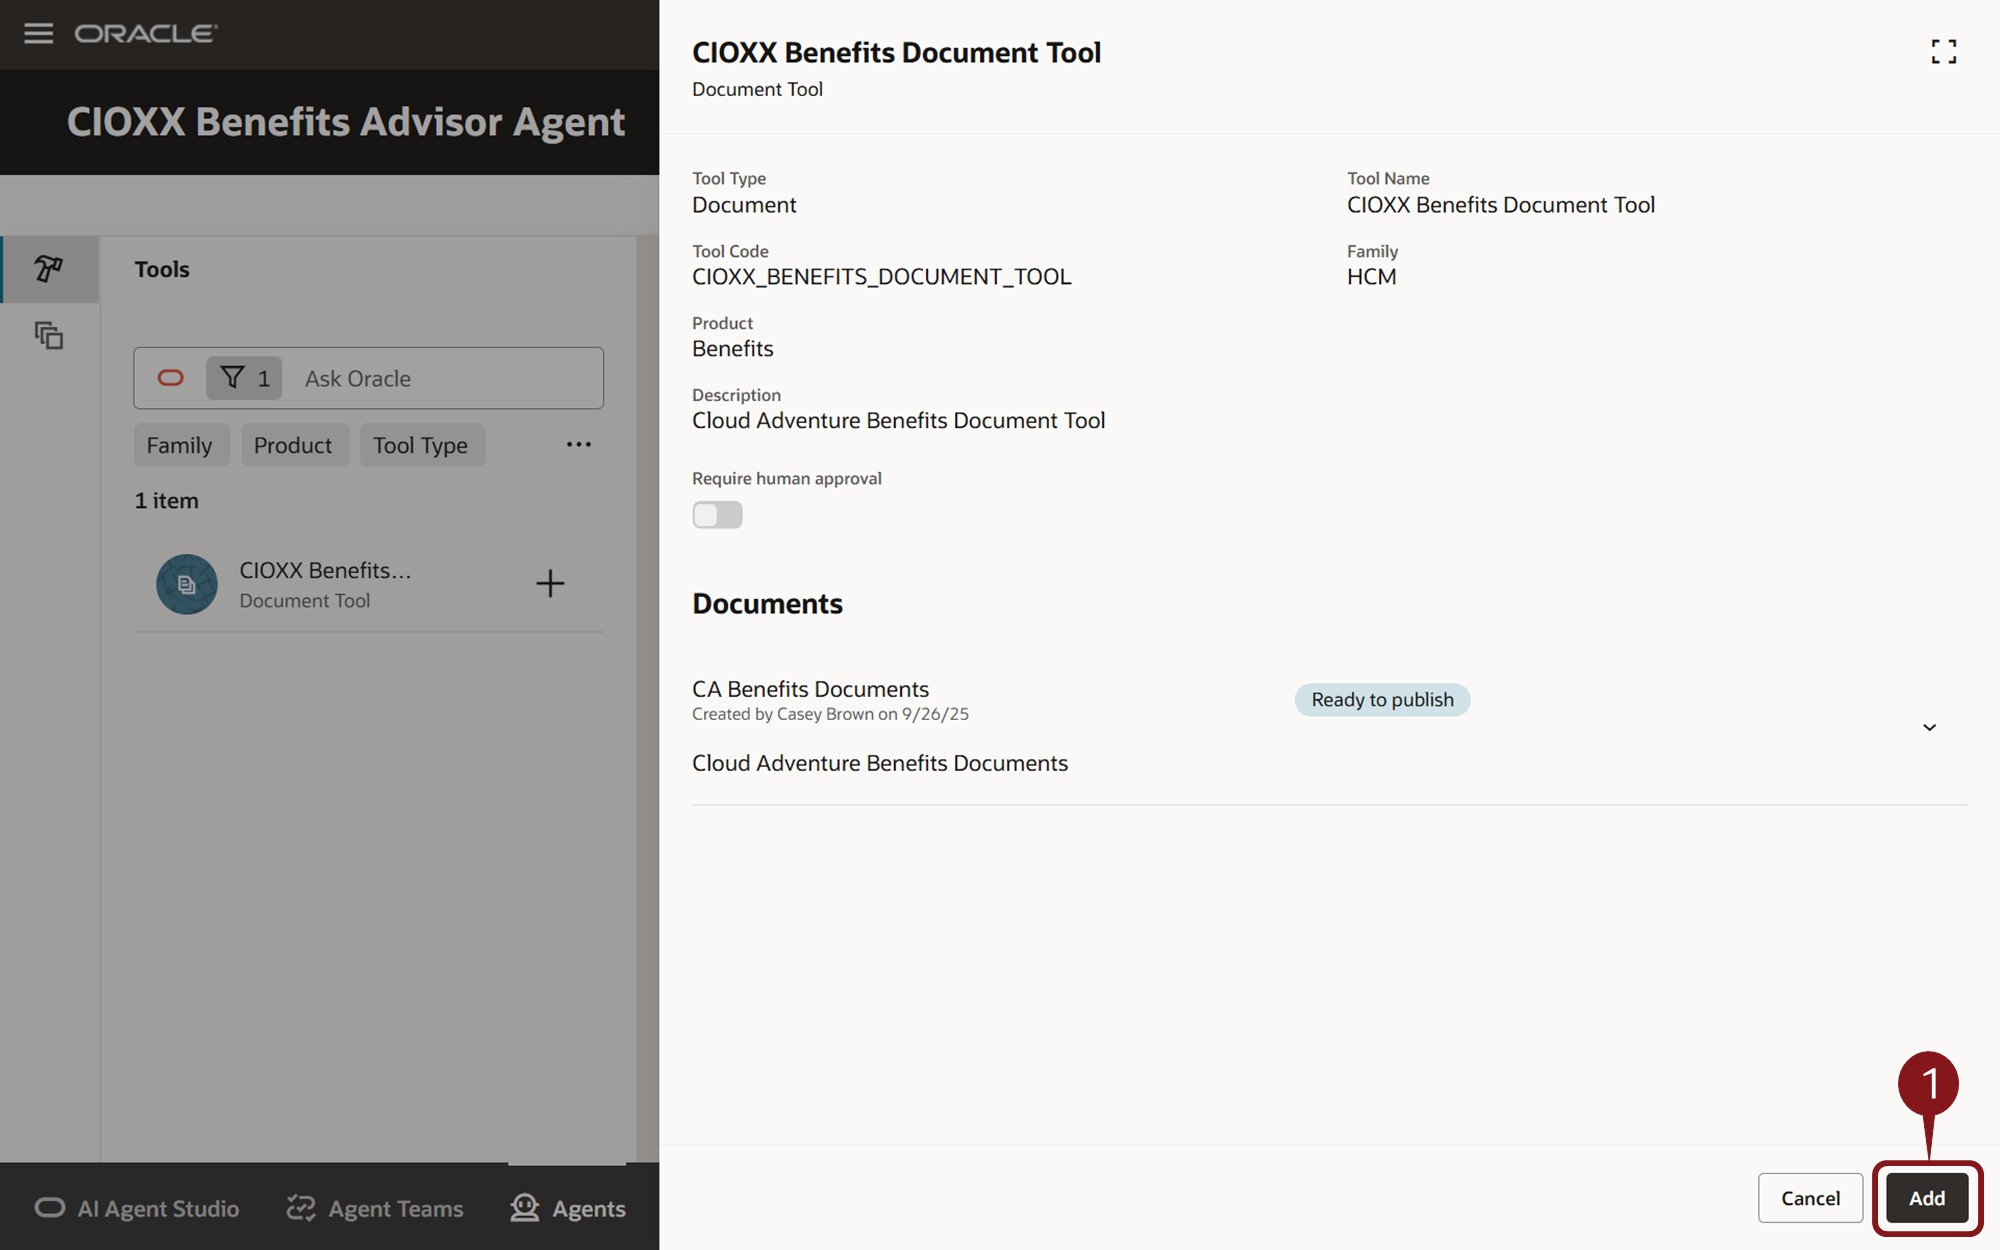 ORACLE
CIOXX Benefits Advisor Agent
Tools
1 Ask Oracle
Family Product Tool Type ...
1 item
CIOXX Benefits...
Document Tool
AI Agent Studio Agent Teams Agents
CIOXX Benefits Document Tool
Document Tool
Tool Type
Document
Tool Name
CIOXX Benefits Document Tool
Tool Code
CIOXX_BENEFITS_DOCUMENT_TOOL
Family
HCM
Product
Benefits
Description
Cloud Adventure Benefits Document Tool
Require human approval
Documents
CA Benefits Documents
Created by Casey Brown on 9/26/25
Ready to publish
Cloud Adventure Benefits Documents
1
Cancel Add